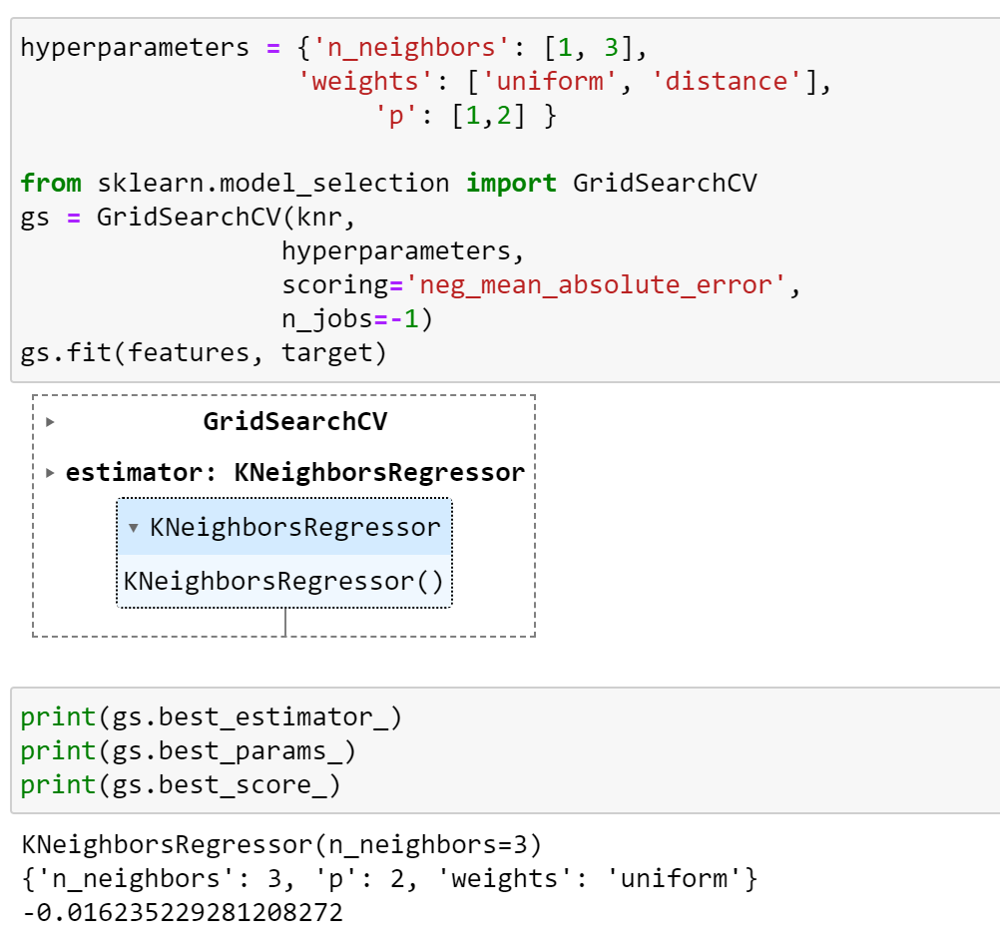 hyperparameters = {'n_neighbors': [1, 3],
'weights': ['uniform', 'distance'],
'p': [1,2] }
from sklearn.model_selection import GridSearchCV
gs = GridSearchCV(knr,
hyperparameters,
scoring='neg_mean_absolute_error',
n_jobs=-1)
gs.fit(features, target)
GridSearchCV
estimator: KNeighborsRegressor
KNeighborsRegressor
KNeighborsRegressor()
print(gs.best_estimator_)
print(gs.best_params_)
print(gs.best_score_)
KNeighborsRegressor(n_neighbors=3)
{'n_neighbors': 3, 'p': 2, 'weights': 'uniform'}
-0.016235229281208272